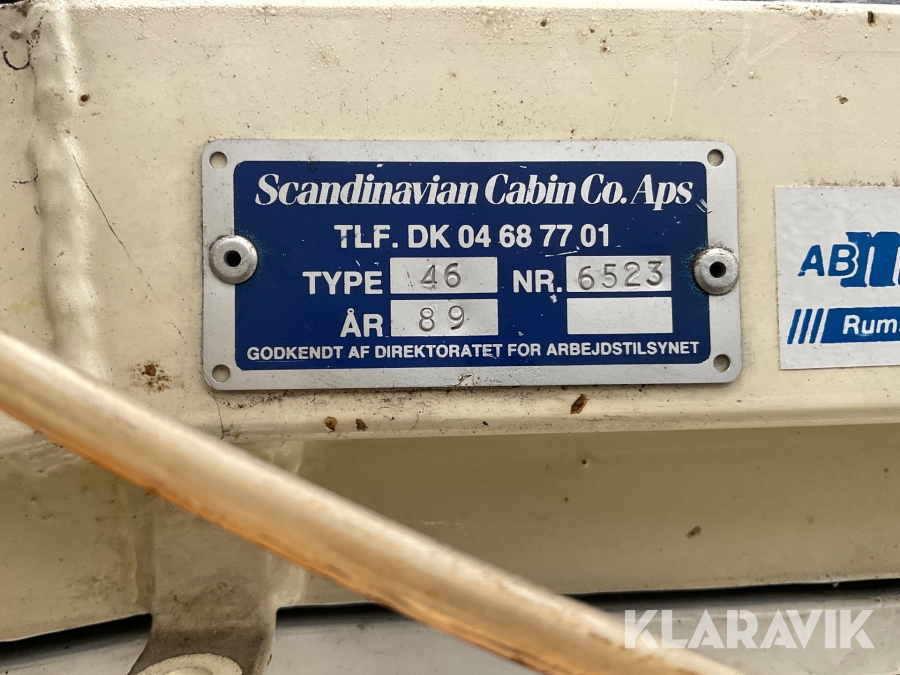 Scandinavian Cabin Co. Aps
TLF. DK 04 68 77 01
TYPE 46 NR. 6523
ÅR 89
GODKENDT AF DIREKTORATET FOR ARBEJDSTILSYNET
AB
KLARAVIK